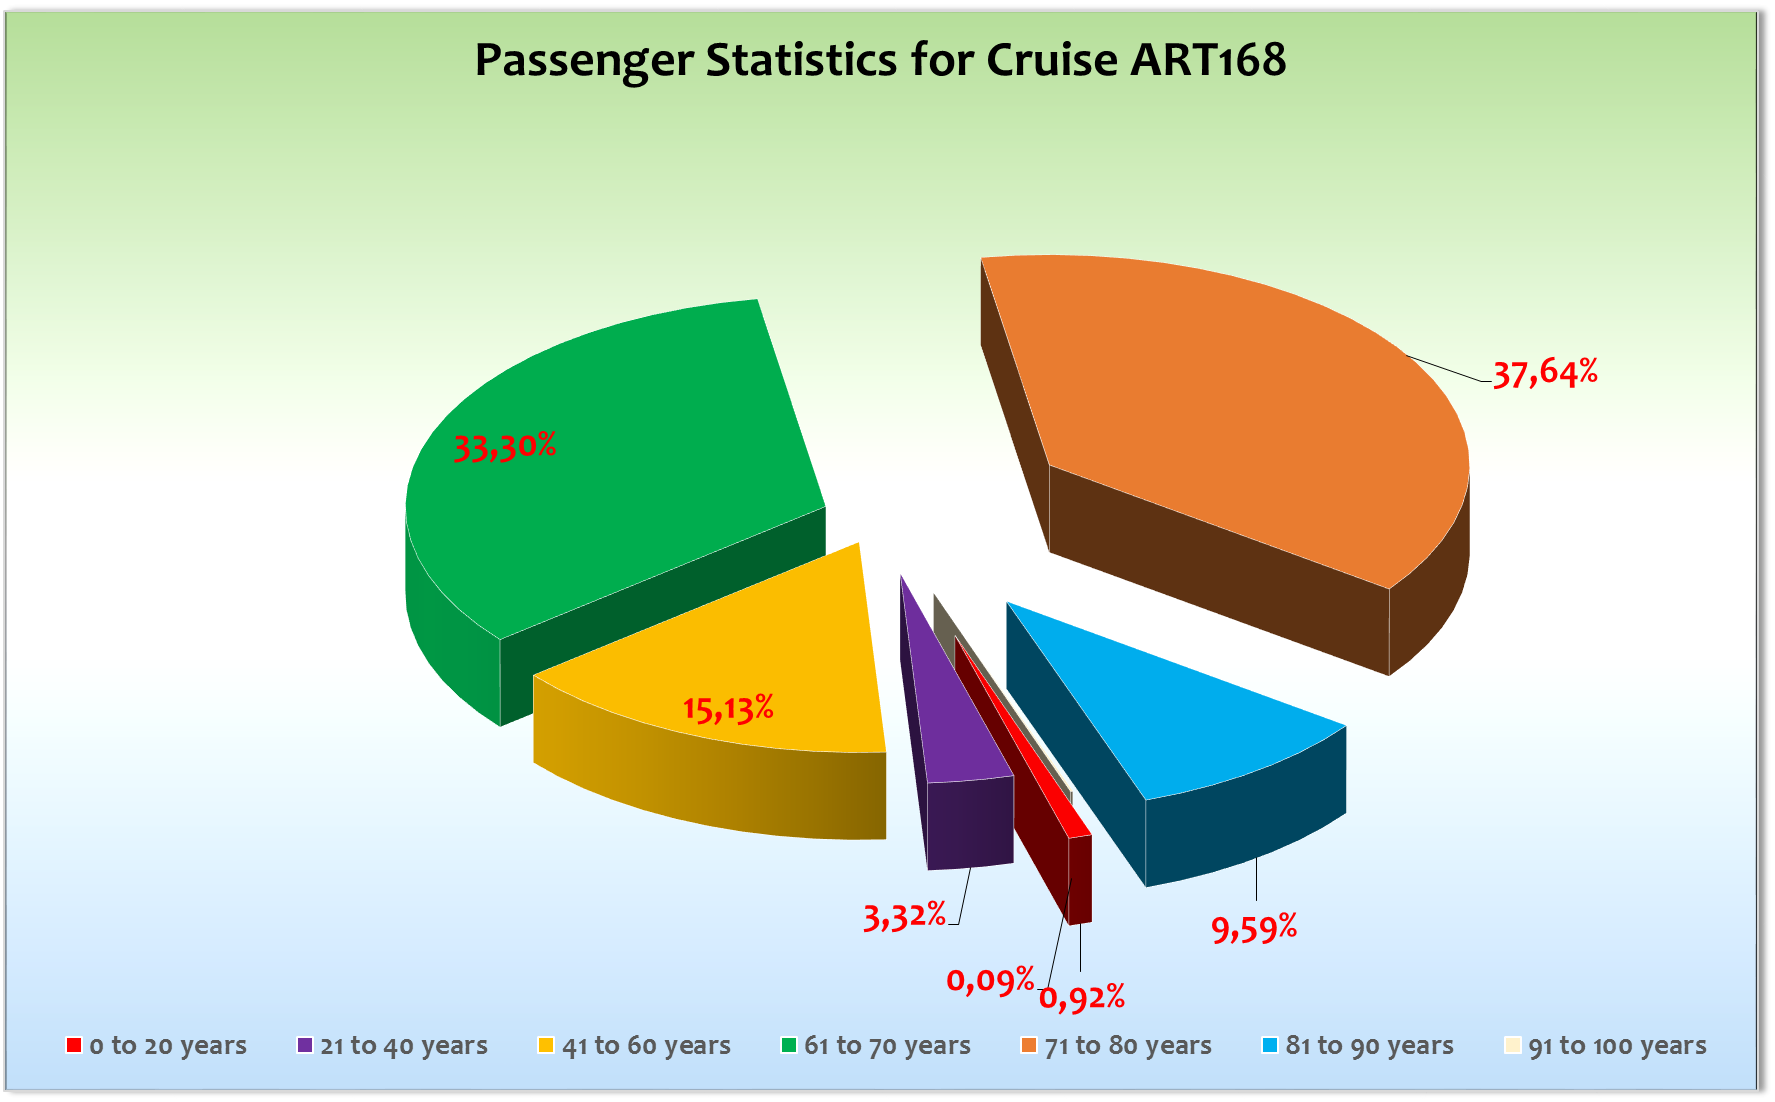 Passenger Statistics for Cruise ART168
37,64%
33,30%
15,13%
3,32%
9,59%
0,09%
0,92%
0 to 20 years
21 to 40 years
41 to 60 years
61 to 70 years
71 to 80 years
81 to 90 years
91 to 100 years